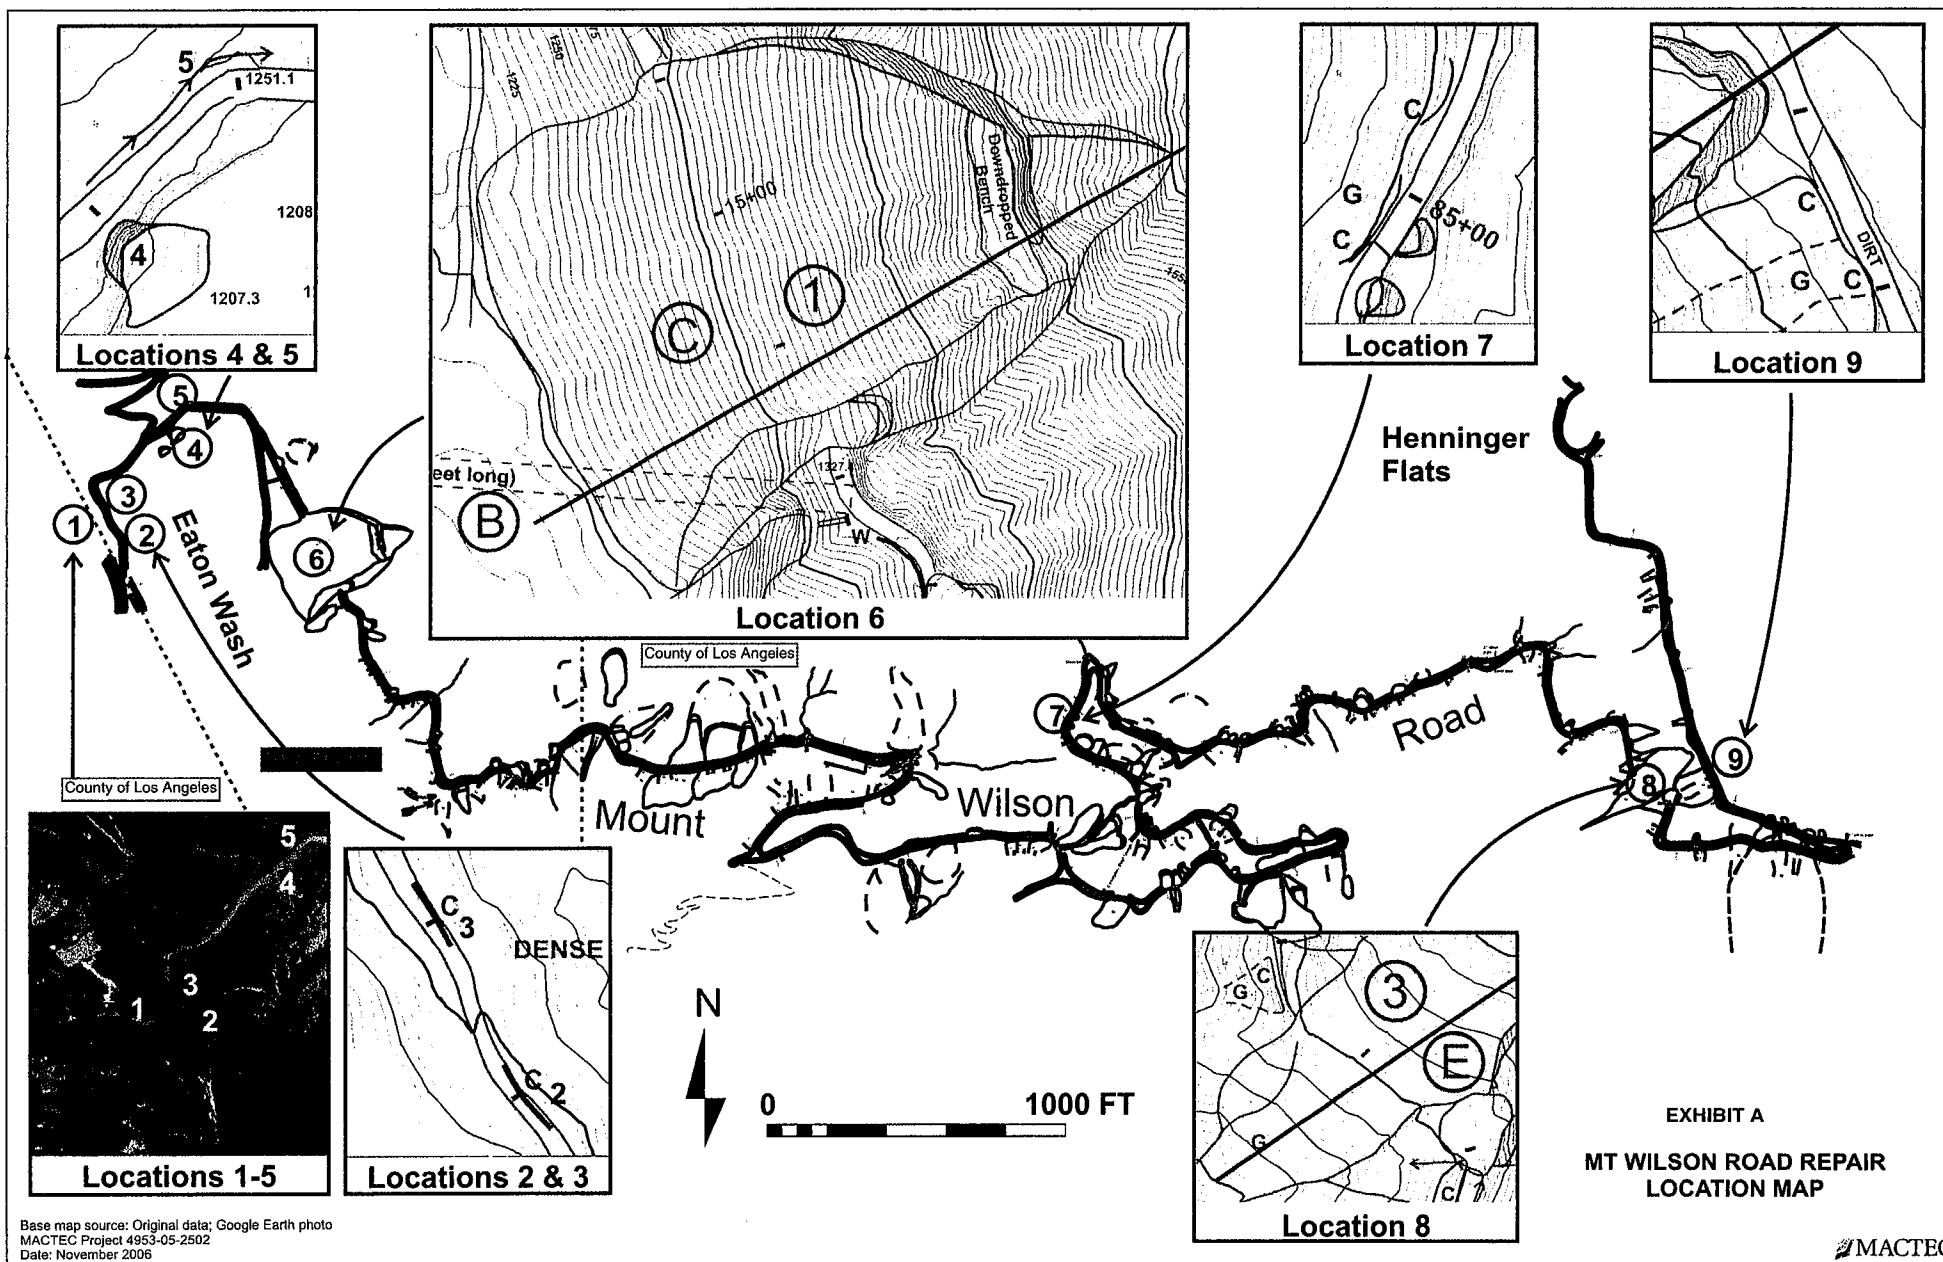 5
1251.1
1208
4
1207.3
Locations 4 & 5
1250
1225
15+00
Downdropped
Bench
1
C
eet long)
B
W
Location 6
C
G
C
85+00
Location 7
C
DIRT
G
C
Location 9
5
4
3
1
2
6
Eaton Wash
Henninger
Flats
County of Los Angeles
7
Road
9
8
Mount
Wilson
County of Los Angeles
5
4
3
1
2
Locations 1-5
C
3
DENSE
C
2
Locations 2 & 3
N
0
1000 FT
C
G
3
E
G
C
Location 8
EXHIBIT A
MT WILSON ROAD REPAIR
LOCATION MAP
Base map source: Original data; Google Earth photo
MACTEC Project 4953-05-2502
Date: November 2006
MACTEC